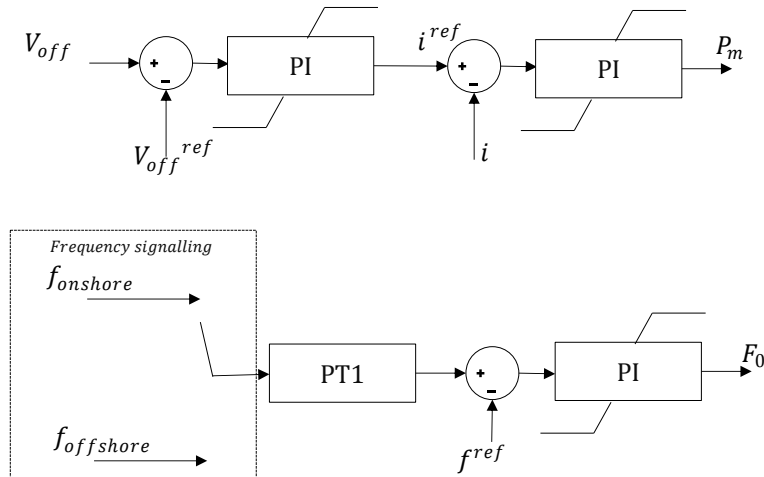 V_off
+
-
V_off^ref
PI
i^ref
+
-
i
PI
P_m
Frequency signalling
f_onshore
f_offshore
PT1
+
-
f^ref
PI
F_0